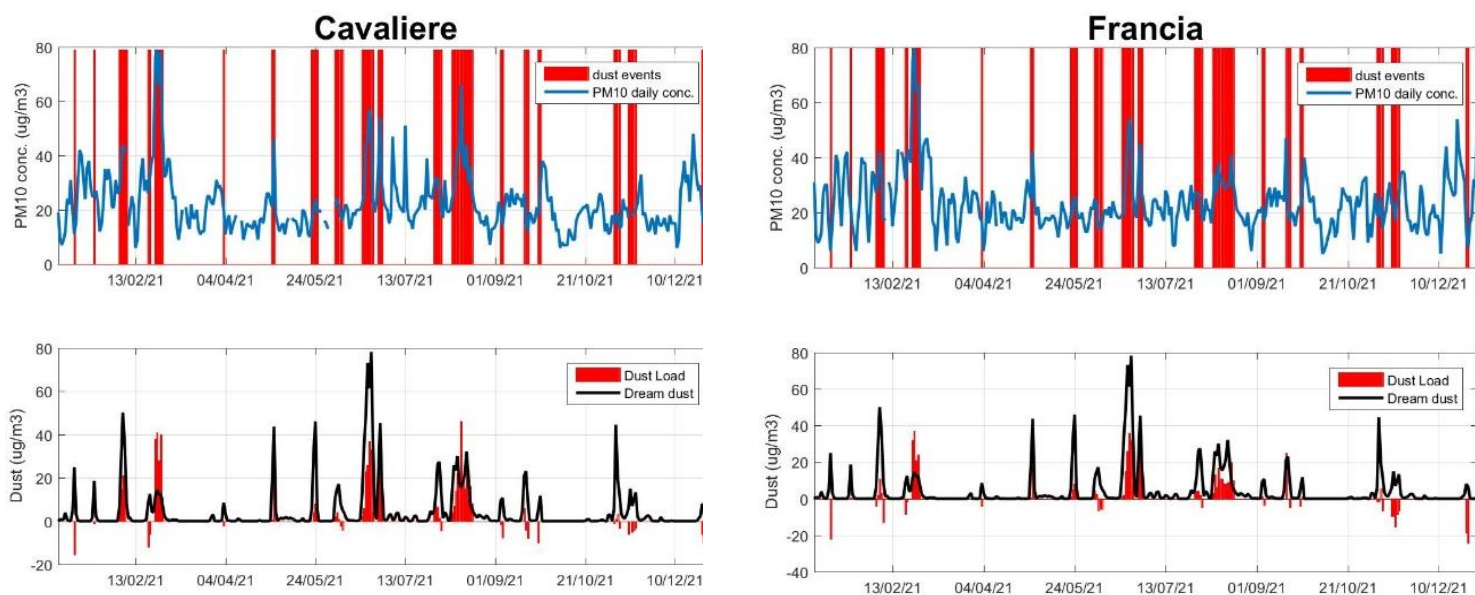 Cavaliere
80
60
40
20
0
PM10 conc. (ug/m3)
dust events
PM10 daily conc.
13/02/21 04/04/21 24/05/21 13/07/21 01/09/21 21/10/21 10/12/21
Francia
80
60
40
20
0
PM10 conc. (ug/m3)
dust events
PM10 daily conc.
13/02/21 04/04/21 24/05/21 13/07/21 01/09/21 21/10/21 10/12/21
80
60
40
20
0
-20
Dust (ug/m3)
Dust Load
Dream dust
13/02/21 04/04/21 24/05/21 13/07/21 01/09/21 21/10/21 10/12/21
80
60
40
20
0
-20
-40
Dust (ug/m3)
Dust Load
Dream dust
13/02/21 04/04/21 24/05/21 13/07/21 01/09/21 21/10/21 10/12/21